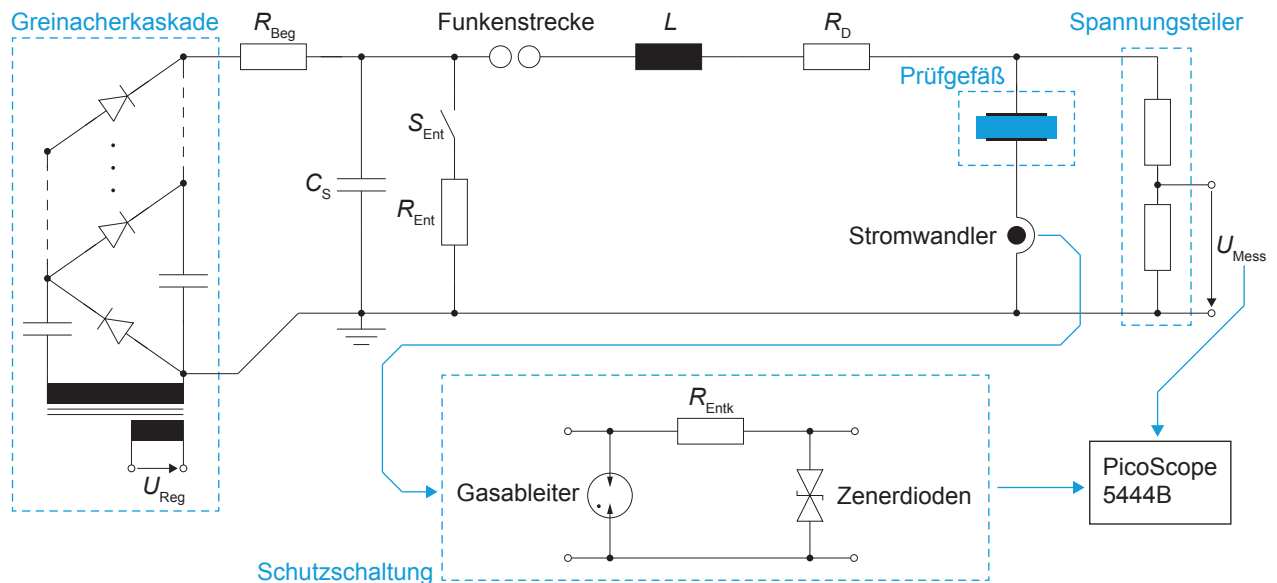 Greinacherkaskade
R_Beg
Funkenstrecke
L
R_D
Spannungsteiler
Prüfgefäß
S_Ent
C_S
R_Ent
Stromwandler
U_Mess
R_Entk
U_Reg
Gasableiter
Zenerdioden
PicoScope
5444B
Schutzschaltung